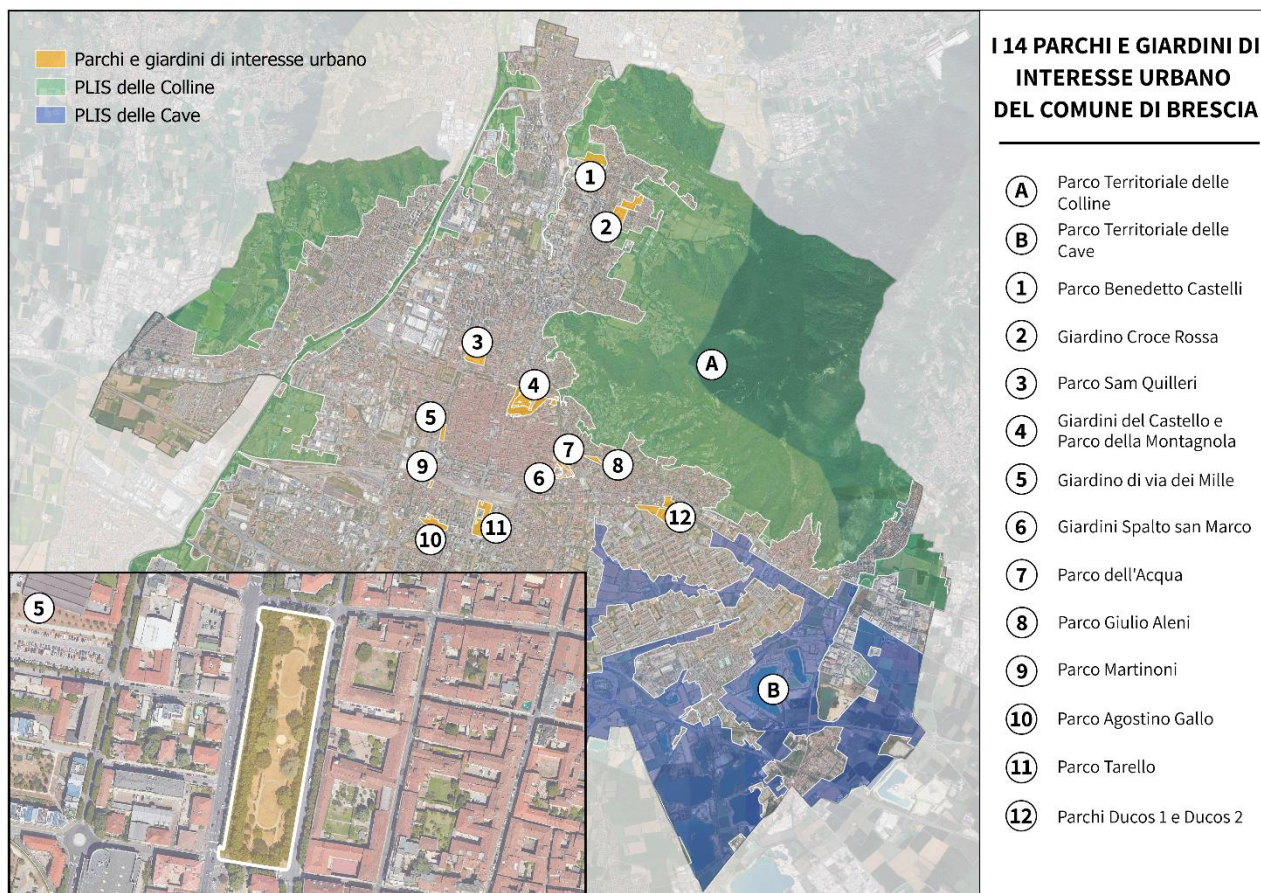 Parchi e giardini di interesse urbano
PLIS delle Colline
PLIS delle Cave
1
2
3
A
4
5
7
9
8
6
12
11
10
B
5
I 14 PARCHI E GIARDINI DI
INTERESSE URBANO
DEL COMUNE DI BRESCIA
A Parco Territoriale delle
Colline
B Parco Territoriale delle
Cave
1 Parco Benedetto Castelli
2 Giardino Croce Rossa
3 Parco Sam Quilleri
4 Giardini del Castello e
Parco della Montagnola
5 Giardino di via dei Mille
6 Giardini Spalto san Marco
7 Parco dell'Acqua
8 Parco Giulio Aleni
9 Parco Martinoni
10 Parco Agostino Gallo
11 Parco Tarello
12 Parchi Ducos 1 e Ducos 2